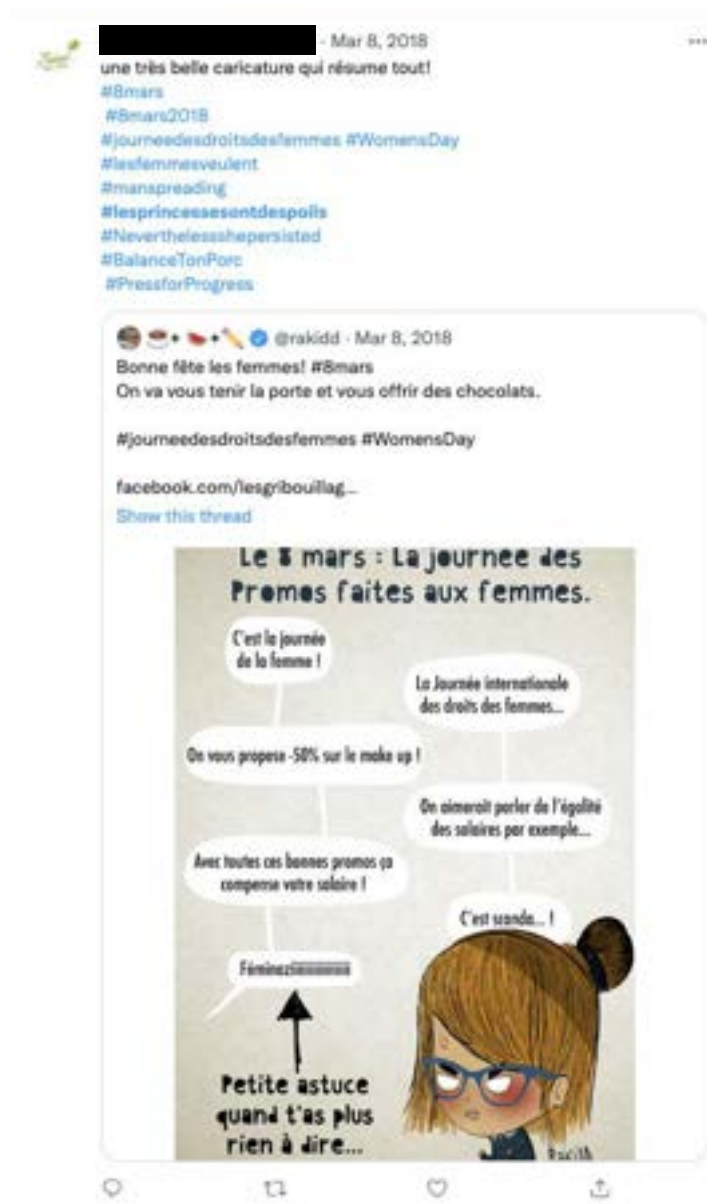 · Mar 8, 2018
une très belle caricature qui résume tout!
#8mars
#8mars2018
#journeedesdroitsdesfemmes #WomensDay
#lesfemmesveulent
#manspreading
#lesprincessesontdespoils
#Neverthelessshepersisted
#BalanceTonPorc
#PressforProgress
@rakidd · Mar 8, 2018
Bonne fête les femmes! #8mars
On va vous tenir la porte et vous offrir des chocolats.
#journeedesdroitsdesfemmes #WomensDay
facebook.com/lesgribouillag...
Show this thread
Le 8 mars : La journée des
Promos faites aux femmes.
C'est la journée
de la femme !
La Journée internationale
des droits des femmes...
On vous propose -50% sur le make up !
On aimerait parler de l'égalité
des salaires par exemple...
Avec toutes ces bonnes promos ça
compense votre salaire !
C'est scanda... !
Petite astuce
quand t'as plus
rien à dire...